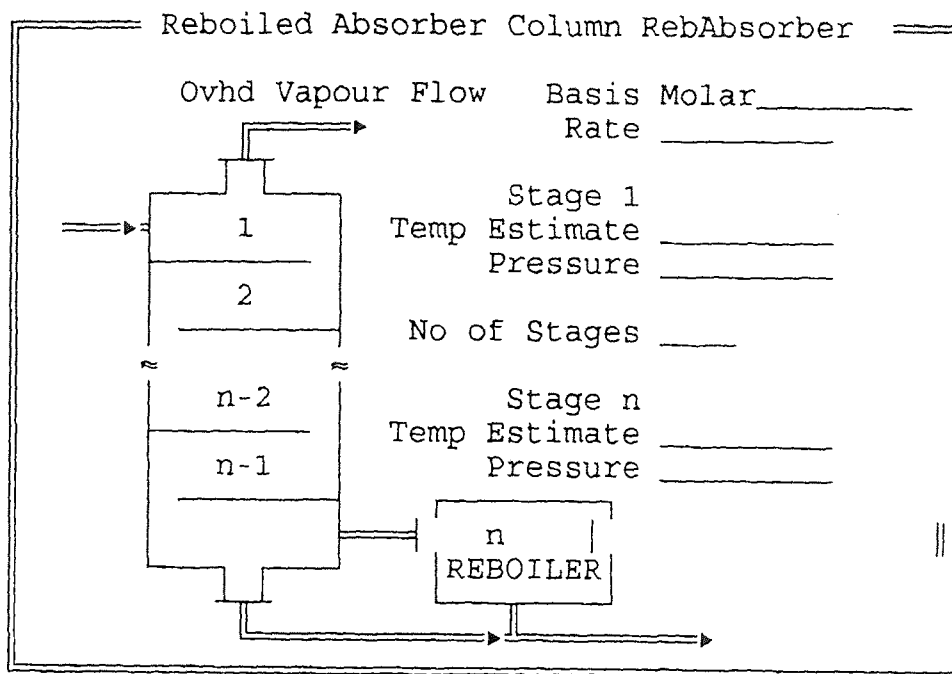 Reboiled Absorber Column RebAbsorber
Ovhd Vapour Flow Basis Molar
Rate
Stage 1
1
Temp Estimate
Pressure
2
No of Stages
n-2
Stage n
Temp Estimate
n-1
Pressure
n
REBOILER